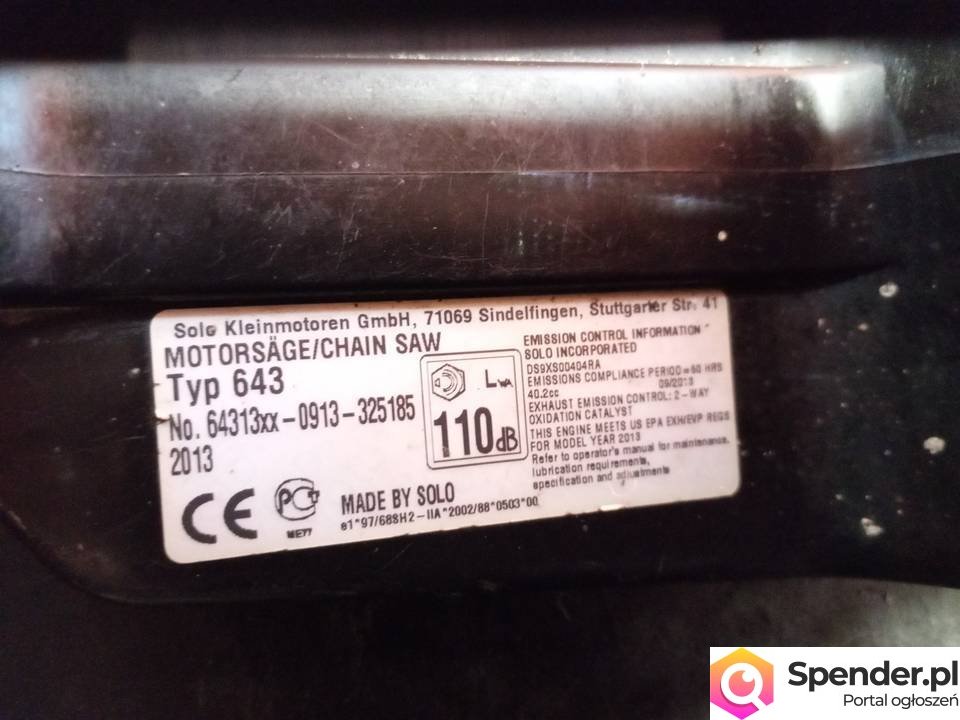 Solo Kleinmotoren GmbH, 71069 Sindelfingen, Stuttgarter Str. 41
MOTORSÄGE/CHAIN SAW
Typ 643
No. 64313xx-0913-325185
2013
LWA
110dB
EMISSION CONTROL INFORMATION
SOLO INCORPORATED
DS9XS00404RA
EMISSIONS COMPLIANCE PERIOD=50 HRS
40.2cc 09/2013
EXHAUST EMISSION CONTROL: 2-WAY
OXIDATION CATALYST
THIS ENGINE MEETS US EPA EXH/EVP REGS
FOR MODEL YEAR 2013
Refer to operator's manual for maintenance,
lubrication requirements,
specification and adjustments
CE
ME77
MADE BY SOLO
e1*97/68SH2-IIA*2002/88*0503*00
Spender.pl
Portal ogłoszeń